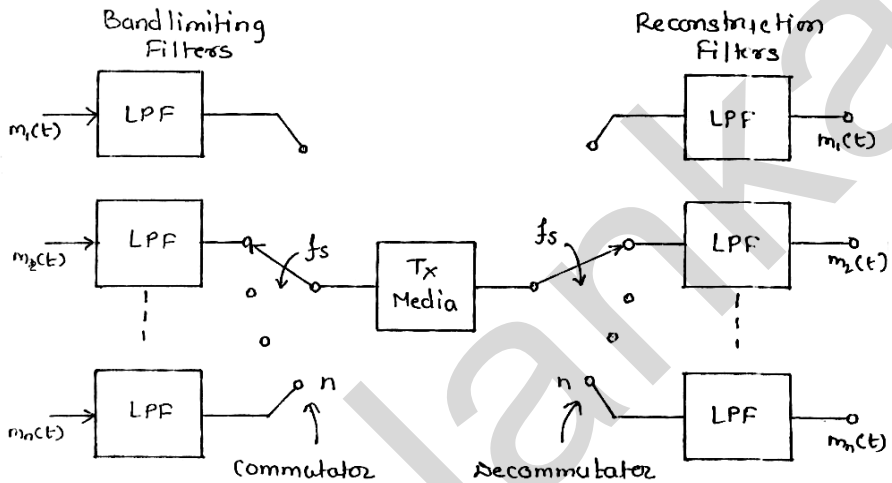 Bandlimiting
Filters
Reconstruction
Filters
m₁(t)
LPF
LPF
m₁(t)
m₂(t)
LPF
fs
Tx
Media
fs
LPF
m₂(t)
mn(t)
LPF
n
n
LPF
mn(t)
Commutator
Decommutator
lanka